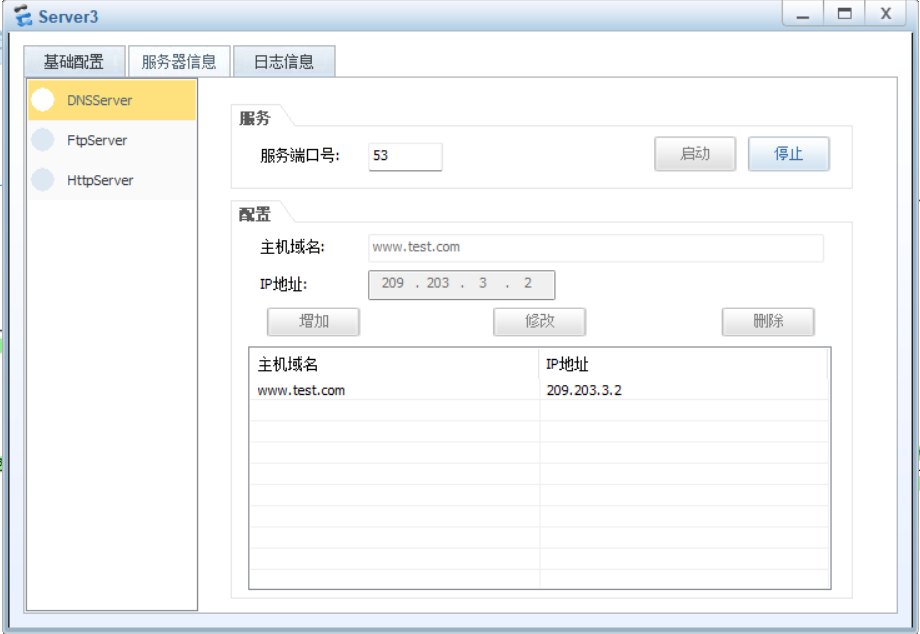 Server3
基础配置 服务器信息 日志信息
DNSServer
FtpServer
HttpServer
服务
服务端口号: 53 启动 停止
配置
主机域名: www.test.com
IP地址: 209 . 203 . 3 . 2
增加 修改 删除
主机域名 IP地址
www.test.com 209.203.3.2